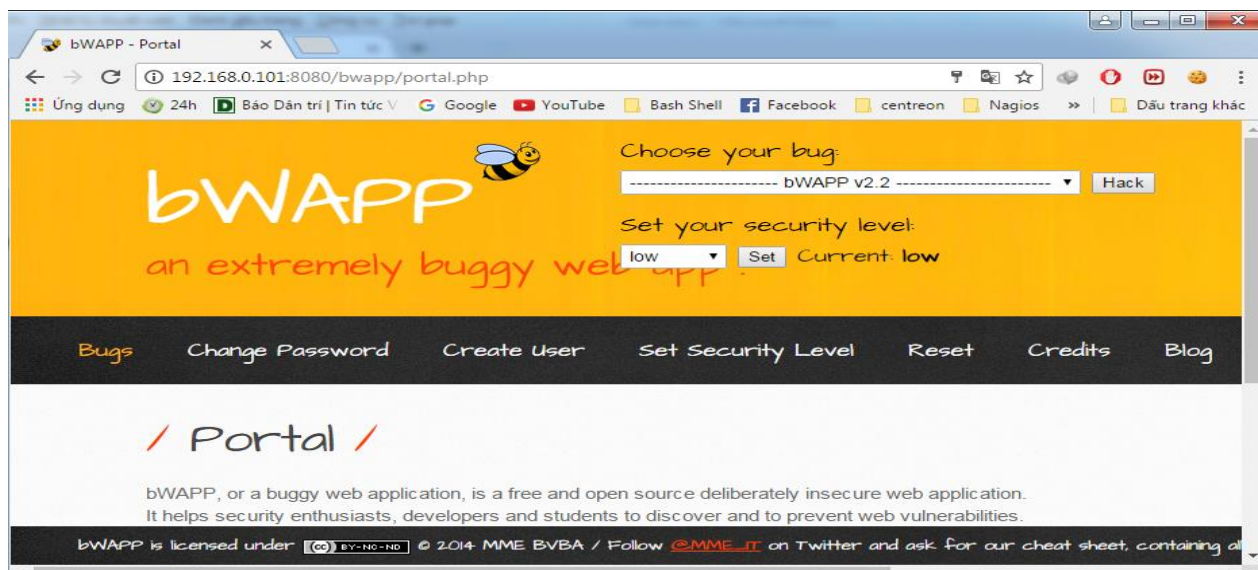 bWAPP - Portal
192.168.0.101:8080/bwapp/portal.php
Ứng dụng 24h Báo Dân trí | Tin tức V Google YouTube Bash Shell Facebook centreon Nagios » Dấu trang khác
bWAPP
an extremely buggy web app !
Choose your bug:
--------------------- bWAPP v2.2 ----------------------- Hack
Set your security level:
low Set Current: low
Bugs Change Password Create User Set Security Level Reset Credits Blog
/ Portal /
bWAPP, or a buggy web application, is a free and open source deliberately insecure web application.
It helps security enthusiasts, developers and students to discover and to prevent web vulnerabilities.
bWAPP is licensed under (cc) BY-NC-ND © 2014 MME BVBA / Follow @MME_IT on Twitter and ask for our cheat sheet, containing